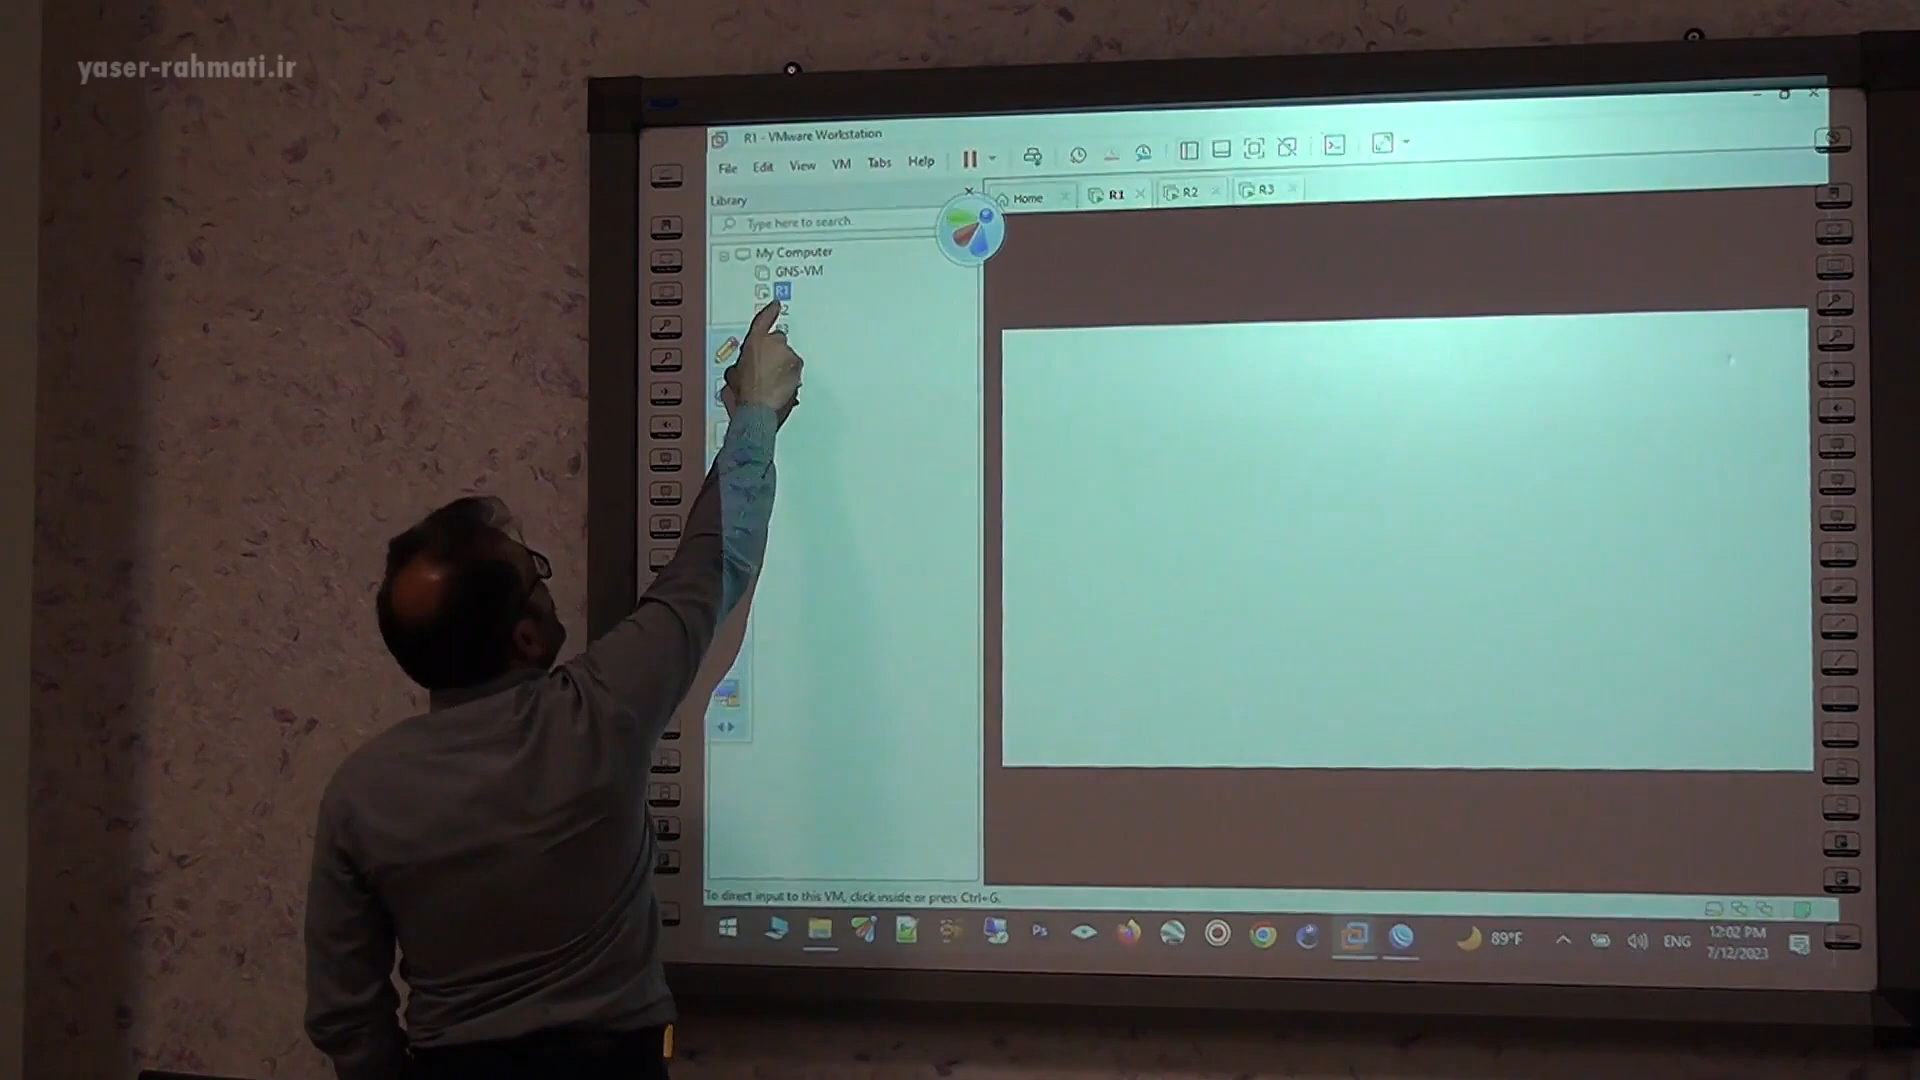 yaser-rahmati.ir
R1 - VMware Workstation
File Edit View VM Tabs Help
Library
Home R1 R2 R3
Type here to search
My Computer
GNS-VM
R1
To direct input to this VM, click inside or press Ctrl+G.
Ps
89°F
ENG
12:02 PM
7/12/2023